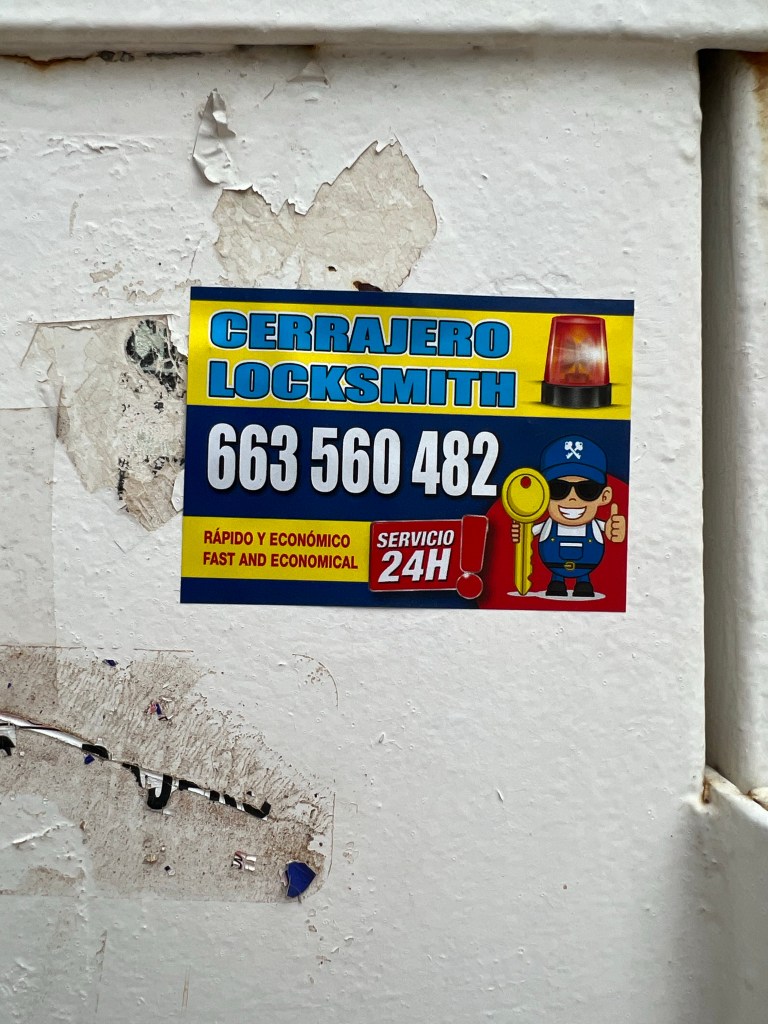 CERRAJERO
LOCKSMITH
663 560 482
RÁPIDO Y ECONÓMICO
FAST AND ECONOMICAL
SERVICIO
24H!